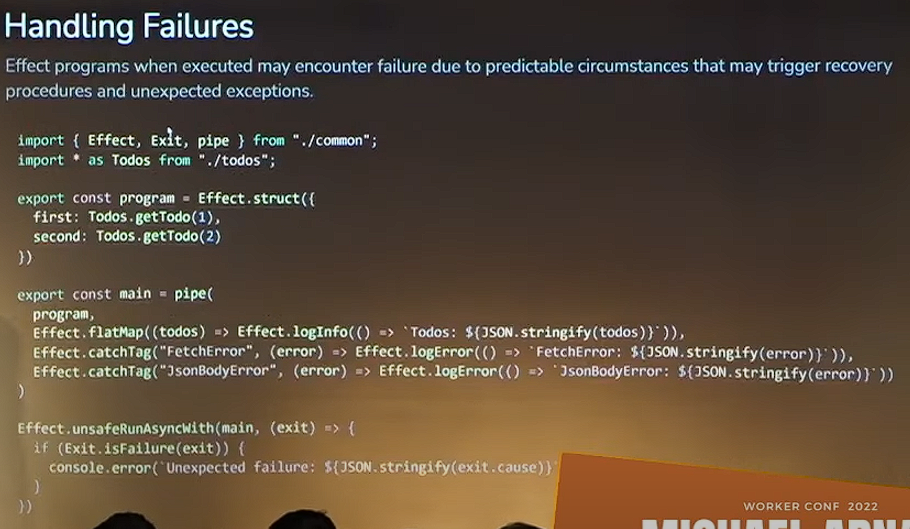 Handling Failures
Effect programs when executed may encounter failure due to predictable circumstances that may trigger recovery
procedures and unexpected exceptions.
import { Effect, Exit, pipe } from "./common";
import * as Todos from "./todos";
export const program = Effect.struct({
  first: Todos.getTodo(1),
  second: Todos.getTodo(2)
})
export const main = pipe(
  program,
  Effect.flatMap((todos) => Effect.logInfo(() => `Todos: ${JSON.stringify(todos)}`)),
  Effect.catchTag("FetchError", (error) => Effect.logError(() => `FetchError: ${JSON.stringify(error)}`)),
  Effect.catchTag("JsonBodyError", (error) => Effect.logError(() => `JsonBodyError: ${JSON.stringify(error)}`))
)
Effect.unsafeRunAsyncWith(main, (exit) => {
  if (Exit.isFailure(exit)) {
    console.error(`Unexpected failure: ${JSON.stringify(exit.cause)}`
  }
})
WORKER CONF 2022
MICHAEL